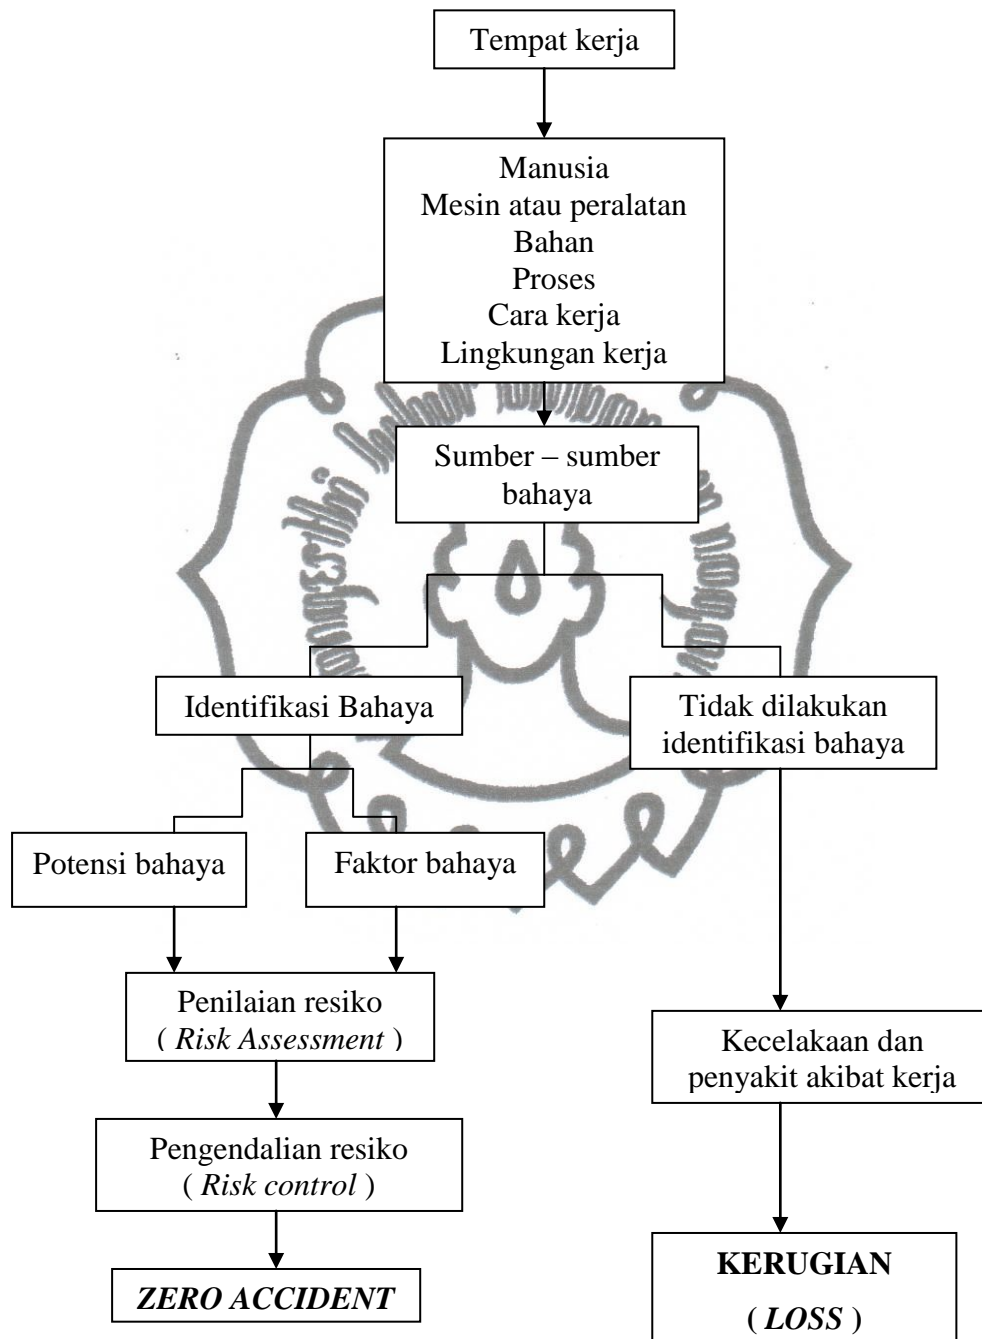 Tempat kerja
Manusia
Mesin atau peralatan
Bahan
Proses
Cara kerja
Lingkungan kerja
Sumber – sumber
bahaya
Identifikasi Bahaya
Tidak dilakukan
identifikasi bahaya
Potensi bahaya
Faktor bahaya
Penilaian resiko
( Risk Assessment )
Kecelakaan dan
penyakit akibat kerja
Pengendalian resiko
( Risk control )
ZERO ACCIDENT
KERUGIAN
( LOSS )